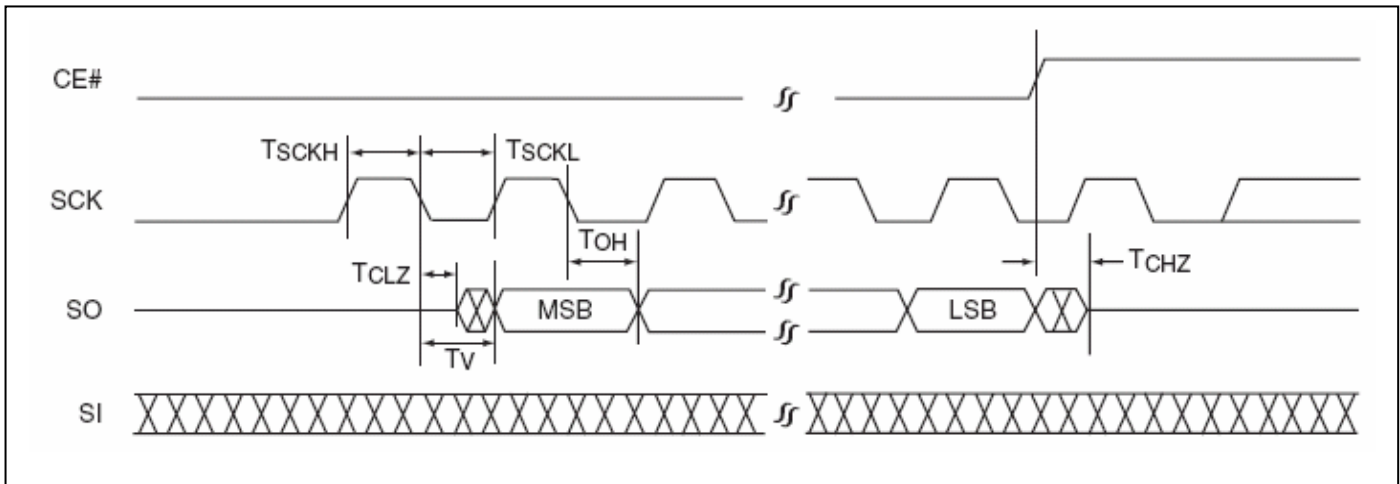 CE#
TSCKH
TSCKL
SCK
TOH
TCLZ
TCHZ
SO
MSB
LSB
TV
SI